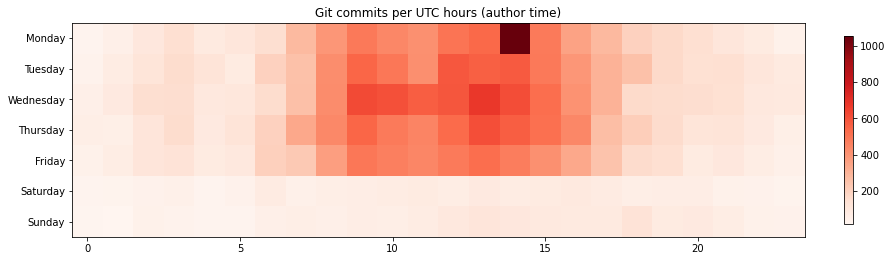 Git commits per UTC hours (author time)
Monday
Tuesday
Wednesday
Thursday
Friday
Saturday
Sunday
0 5 10 15 20
1000
800
600
400
200